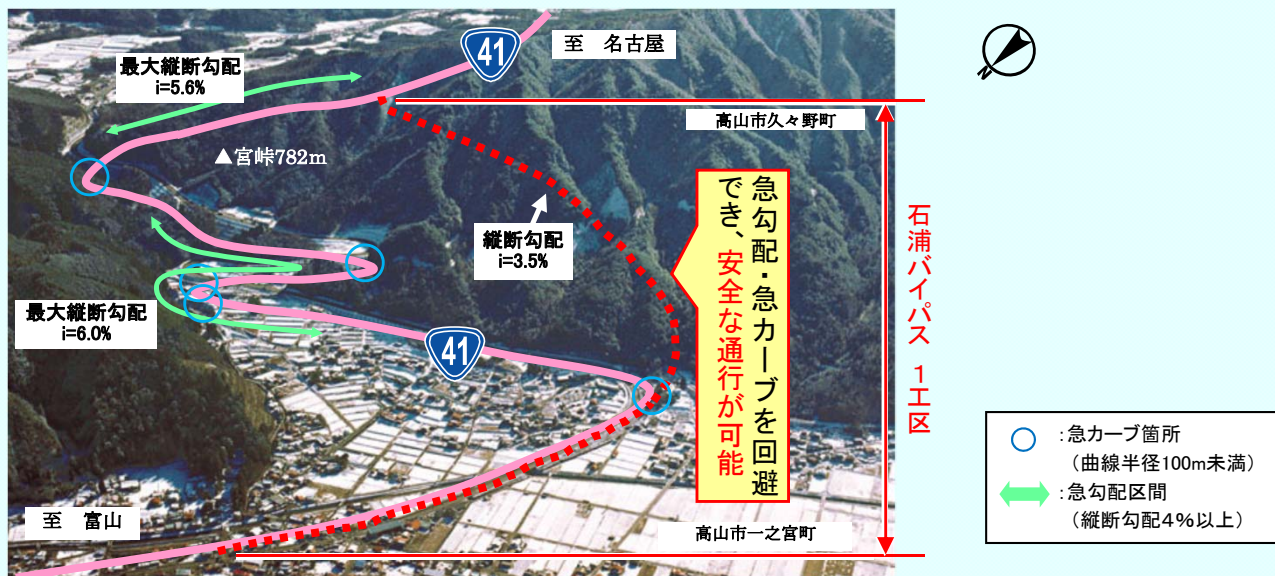 41
至　名古屋
最大縦断勾配
i=5.6%
高山市久々野町
▲宮峠782m
急勾配・急カーブを回避
でき、安全な通行が可能
縦断勾配
i=3.5%
石浦バイパス　1工区
最大縦断勾配
i=6.0%
41
:急カーブ箇所
（曲線半径100m未満）
:急勾配区間
（縦断勾配4%以上）
至　富山
高山市一之宮町
N